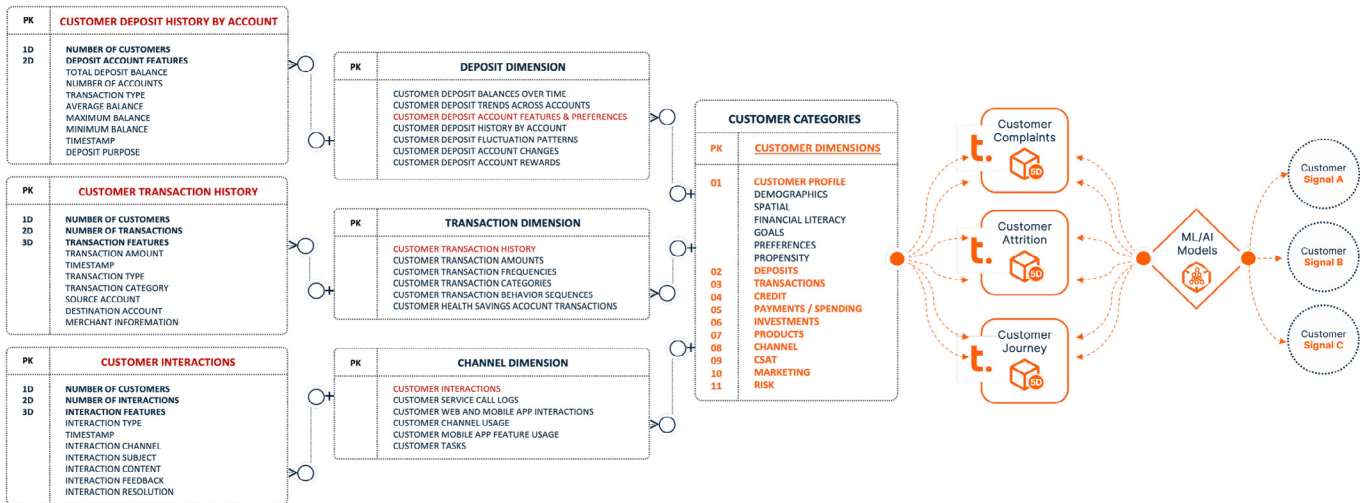 PK CUSTOMER DEPOSIT HISTORY BY ACCOUNT
1D NUMBER OF CUSTOMERS
2D DEPOSIT ACCOUNT FEATURES
TOTAL DEPOSIT BALANCE
NUMBER OF ACCOUNTS
TRANSACTION TYPE
AVERAGE BALANCE
MAXIMUM BALANCE
MINIMUM BALANCE
TIMESTAMP
DEPOSIT PURPOSE
PK CUSTOMER TRANSACTION HISTORY
1D NUMBER OF CUSTOMERS
2D NUMBER OF TRANSACTIONS
3D TRANSACTION FEATURES
TRANSACTION AMOUNT
TIMESTAMP
TRANSACTION TYPE
TRANSACTION CATEGORY
SOURCE ACCOUNT
DESTINATION ACCOUNT
MERCHANT INFOREMATION
PK CUSTOMER INTERACTIONS
1D NUMBER OF CUSTOMERS
2D NUMBER OF INTERACTIONS
3D INTERACTION FEATURES
INTERACTION TYPE
TIMESTAMP
INTERACTION CHANNEL
INTERACTION SUBJECT
INTERACTION CONTENT
INTERACTION FEEDBACK
INTERACTION RESOLUTION
PK DEPOSIT DIMENSION
CUSTOMER DEPOSIT BALANCES OVER TIME
CUSTOMER DEPOSIT TRENDS ACROSS ACCOUNTS
CUSTOMER DEPOSIT ACCOUNT FEATURES & PREFERENCES
CUSTOMER DEPOSIT HISTORY BY ACCOUNT
CUSTOMER DEPOSIT FLUCTUATION PATTERNS
CUSTOMER DEPOSIT ACCOUNT CHANGES
CUSTOMER DEPOSIT ACCOUNT REWARDS
PK TRANSACTION DIMENSION
CUSTOMER TRANSACTION HISTORY
CUSTOMER TRANSACTION AMOUNTS
CUSTOMER TRANSACTION FREQUENCIES
CUSTOMER TRANSACTION CATEGORIES
CUSTOMER TRANSACTION BEHAVIOR SEQUENCES
CUSTOMER HEALTH SAVINGS ACOCUNT TRANSACTIONS
PK CHANNEL DIMENSION
CUSTOMER INTERACTIONS
CUSTOMER SERVICE CALL LOGS
CUSTOMER WEB AND MOBILE APP INTERACTIONS
CUSTOMER CHANNEL USAGE
CUSTOMER MOBILE APP FEATURE USAGE
CUSTOMER TASKS
CUSTOMER CATEGORIES
PK CUSTOMER DIMENSIONS
01 CUSTOMER PROFILE
DEMOGRAPHICS
SPATIAL
FINANCIAL LITERACY
GOALS
PREFERENCES
PROPENSITY
02 DEPOSITS
03 TRANSACTIONS
04 CREDIT
05 PAYMENTS / SPENDING
06 INVESTMENTS
07 PRODUCTS
08 CHANNEL
09 CSAT
10 MARKETING
11 RISK
Customer
Complaints
t.
5D
Customer
Attrition
t.
5D
Customer
Journey
t.
5D
ML/AI
Models
Customer
Signal A
Customer
Signal B
Customer
Signal C